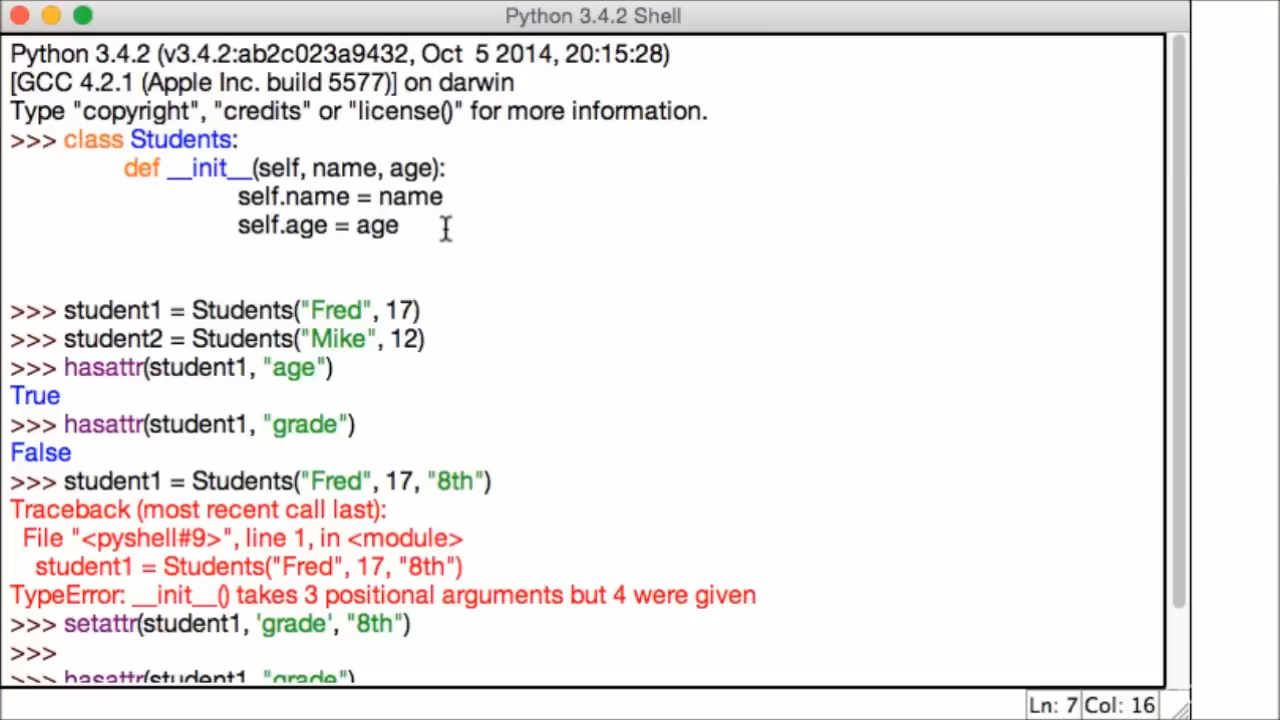 Python 3.4.2 Shell
Python 3.4.2 (v3.4.2:ab2c023a9432, Oct  5 2014, 20:15:28)
[GCC 4.2.1 (Apple Inc. build 5577)] on darwin
Type "copyright", "credits" or "license()" for more information.
>>> class Students:
def __init__(self, name, age):
self.name = name
self.age = age
>>> student1 = Students("Fred", 17)
>>> student2 = Students("Mike", 12)
>>> hasattr(student1, "age")
True
>>> hasattr(student1, "grade")
False
>>> student1 = Students("Fred", 17, "8th")
Traceback (most recent call last):
File "<pyshell#9>", line 1, in <module>
student1 = Students("Fred", 17, "8th")
TypeError: __init__() takes 3 positional arguments but 4 were given
>>> setattr(student1, 'grade', "8th")
>>>
>>> hasattr(student1, "grade")
Ln: 7 Col: 16